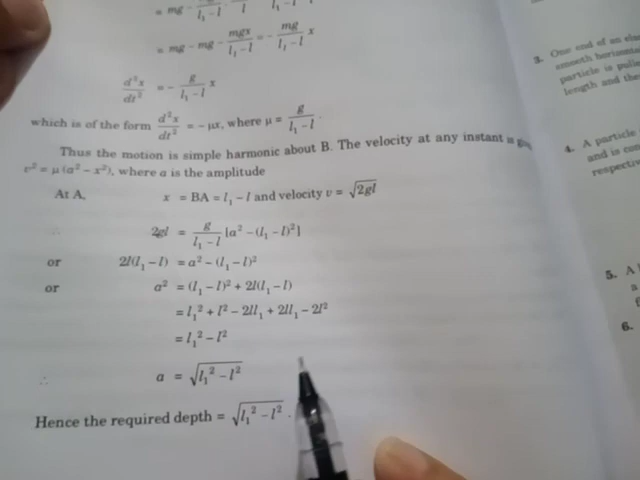 = mg - mg - mgx/(l₁ - l) = - mg/(l₁ - l) x
d²x/dt² = - g/(l₁ - l) x
which is of the form d²x/dt² = - μx, where μ = g/(l₁ - l).
Thus the motion is simple harmonic about B. The velocity at any instant is
v² = μ (a² - x²), where a is the amplitude
At A, x = BA = l₁ - l and velocity v = √2gl
∴ 2gl = g/(l₁ - l) [a² - (l₁ - l)²]
or 2l(l₁ - l) = a² - (l₁ - l)²
or a² = (l₁ - l)² + 2l(l₁ - l)
= l₁² + l² - 2ll₁ + 2ll₁ - 2l²
= l₁² - l²
∴ a = √l₁² - l²
Hence the required depth = √l₁² - l².
3. One end of an
smooth
particle is
length and the
4. A particle
and is
5. A
a
6.